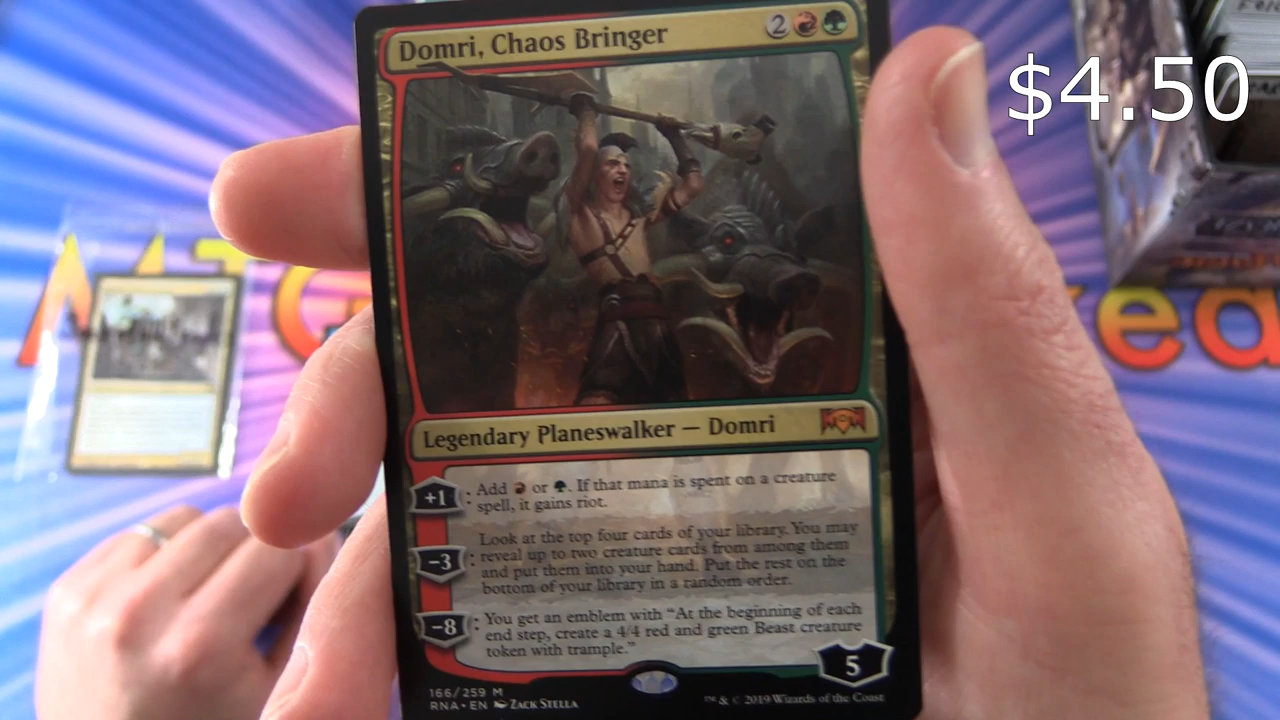 Domri, Chaos Bringer 2
$4.50
Legendary Planeswalker — Domri
+1: Add or . If that mana is spent on a creature
spell, it gains riot.
Look at the top four cards of your library. You may
−3: reveal up to two creature cards from among them
and put them into your hand. Put the rest on the
bottom of your library in a random order.
−8: You get an emblem with “At the beginning of each
end step, create a 4/4 red and green Beast creature
token with trample.”
5
166/259 M
RNA • EN ZACK STELLA
™ & © 2019 Wizards of the Coast